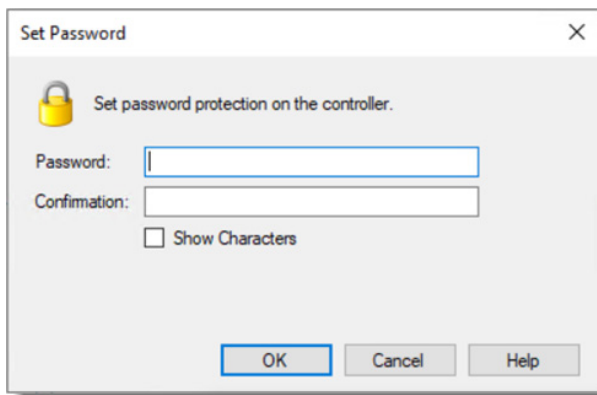 Set Password
Set password protection on the controller.
Password:
Confirmation:
Show Characters
OK Cancel Help